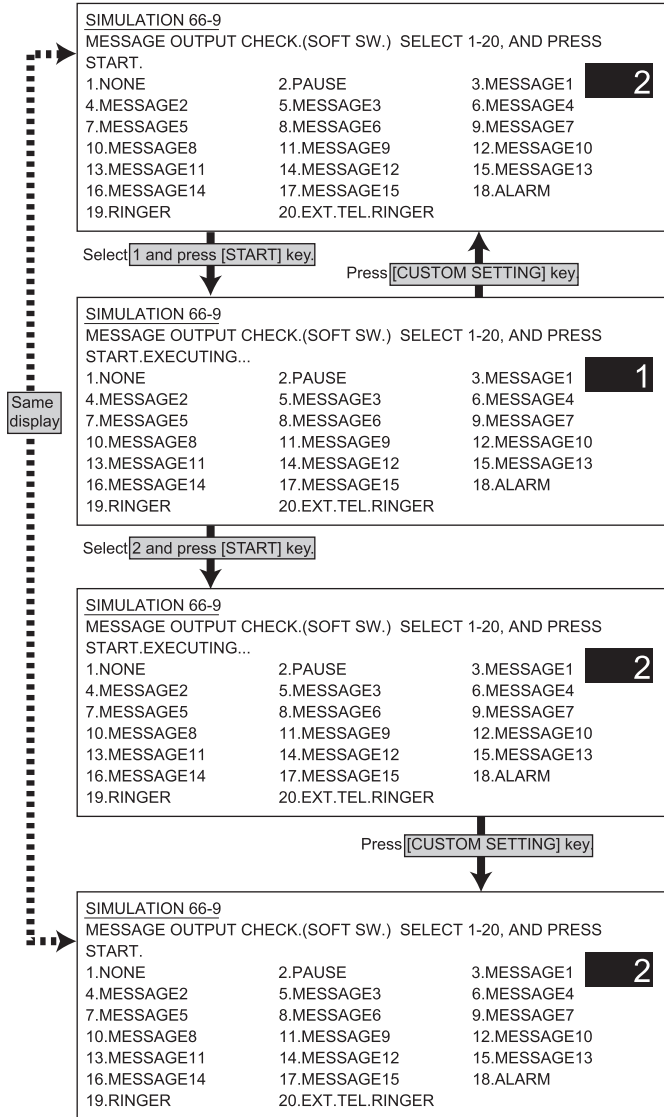 SIMULATION 66-9
MESSAGE OUTPUT CHECK.(SOFT SW.) SELECT 1-20, AND PRESS
START.
1.NONE 2.PAUSE 3.MESSAGE1 2
4.MESSAGE2 5.MESSAGE3 6.MESSAGE4
7.MESSAGE5 8.MESSAGE6 9.MESSAGE7
10.MESSAGE8 11.MESSAGE9 12.MESSAGE10
13.MESSAGE11 14.MESSAGE12 15.MESSAGE13
16.MESSAGE14 17.MESSAGE15 18.ALARM
19.RINGER 20.EXT.TEL.RINGER
Select 1 and press [START] key.
Press [CUSTOM SETTING] key.
SIMULATION 66-9
MESSAGE OUTPUT CHECK.(SOFT SW.) SELECT 1-20, AND PRESS
START.EXECUTING...
1.NONE 2.PAUSE 3.MESSAGE1 1
4.MESSAGE2 5.MESSAGE3 6.MESSAGE4
7.MESSAGE5 8.MESSAGE6 9.MESSAGE7
10.MESSAGE8 11.MESSAGE9 12.MESSAGE10
13.MESSAGE11 14.MESSAGE12 15.MESSAGE13
16.MESSAGE14 17.MESSAGE15 18.ALARM
19.RINGER 20.EXT.TEL.RINGER
Same
display
Select 2 and press [START] key.
SIMULATION 66-9
MESSAGE OUTPUT CHECK.(SOFT SW.) SELECT 1-20, AND PRESS
START.EXECUTING...
1.NONE 2.PAUSE 3.MESSAGE1 2
4.MESSAGE2 5.MESSAGE3 6.MESSAGE4
7.MESSAGE5 8.MESSAGE6 9.MESSAGE7
10.MESSAGE8 11.MESSAGE9 12.MESSAGE10
13.MESSAGE11 14.MESSAGE12 15.MESSAGE13
16.MESSAGE14 17.MESSAGE15 18.ALARM
19.RINGER 20.EXT.TEL.RINGER
Press [CUSTOM SETTING] key.
SIMULATION 66-9
MESSAGE OUTPUT CHECK.(SOFT SW.) SELECT 1-20, AND PRESS
START.
1.NONE 2.PAUSE 3.MESSAGE1 2
4.MESSAGE2 5.MESSAGE3 6.MESSAGE4
7.MESSAGE5 8.MESSAGE6 9.MESSAGE7
10.MESSAGE8 11.MESSAGE9 12.MESSAGE10
13.MESSAGE11 14.MESSAGE12 15.MESSAGE13
16.MESSAGE14 17.MESSAGE15 18.ALARM
19.RINGER 20.EXT.TEL.RINGER